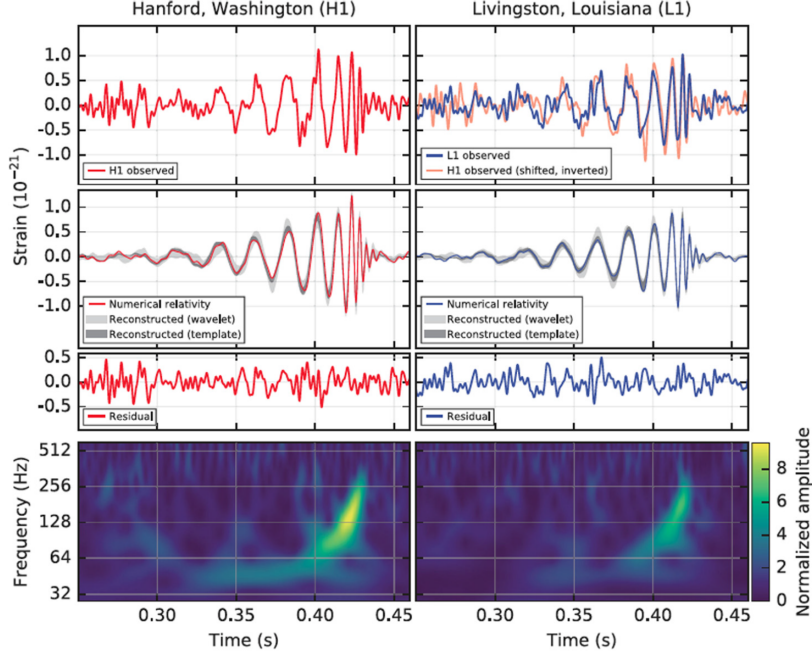 Hanford, Washington (H1)
Livingston, Louisiana (L1)
Strain (10⁻²¹)
1.0
0.5
0.0
-0.5
-1.0
H1 observed
L1 observed
H1 observed (shifted, inverted)
1.0
0.5
0.0
-0.5
-1.0
Numerical relativity
Reconstructed (wavelet)
Reconstructed (template)
Numerical relativity
Reconstructed (wavelet)
Reconstructed (template)
0.5
0.0
-0.5
Residual
Residual
Frequency (Hz)
512
256
128
64
32
Normalized amplitude
8
6
4
2
0
0.30 0.35 0.40 0.45
0.30 0.35 0.40 0.45
Time (s)
Time (s)